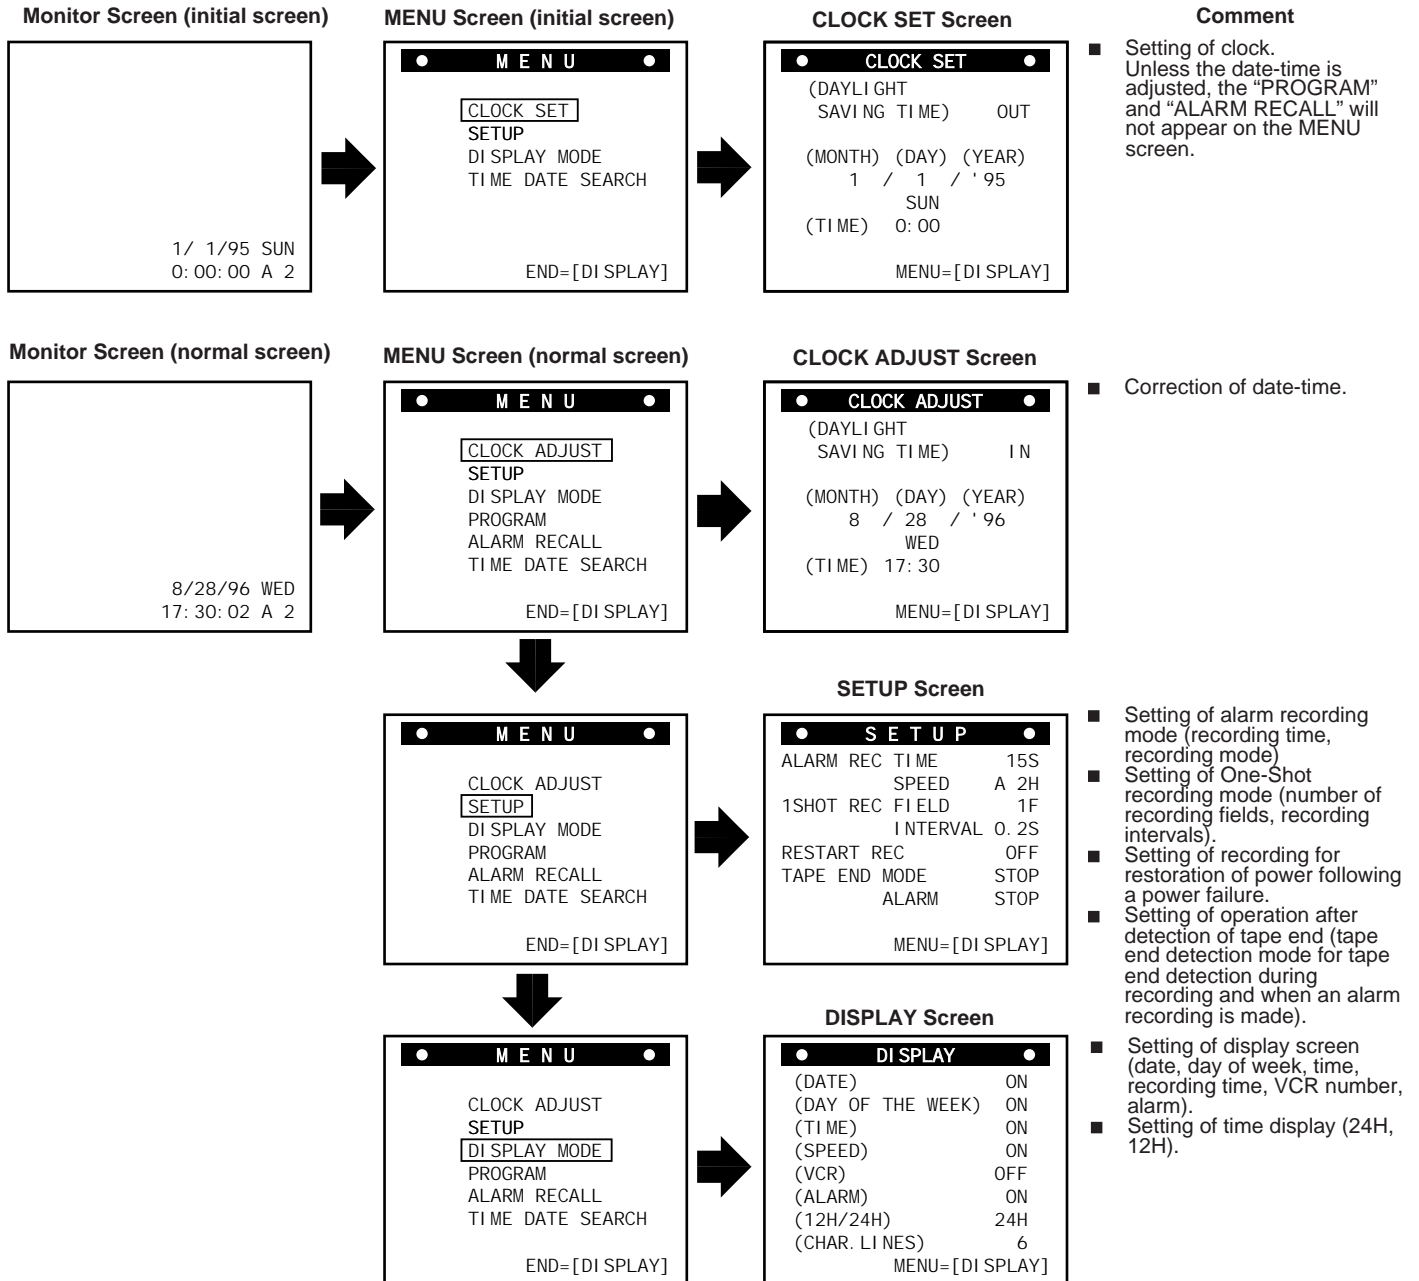 Monitor Screen (initial screen)
MENU Screen (initial screen)
CLOCK SET Screen
Comment
1/ 1/95 SUN
0:00:00 A 2
● M E N U ●
CLOCK SET
SETUP
DISPLAY MODE
TIME DATE SEARCH
END=[DISPLAY]
● CLOCK SET ●
(DAYLIGHT
SAVING TIME) OUT
(MONTH) (DAY) (YEAR)
1 / 1 / '95
SUN
(TIME) 0:00
MENU=[DISPLAY]
■ Setting of clock.
Unless the date-time is
adjusted, the “PROGRAM”
and “ALARM RECALL” will
not appear on the MENU
screen.
Monitor Screen (normal screen)
MENU Screen (normal screen)
CLOCK ADJUST Screen
8/28/96 WED
17:30:02 A 2
● M E N U ●
CLOCK ADJUST
SETUP
DISPLAY MODE
PROGRAM
ALARM RECALL
TIME DATE SEARCH
END=[DISPLAY]
● CLOCK ADJUST ●
(DAYLIGHT
SAVING TIME) IN
(MONTH) (DAY) (YEAR)
8 / 28 / '96
WED
(TIME) 17:30
MENU=[DISPLAY]
■ Correction of date-time.
SETUP Screen
● M E N U ●
CLOCK ADJUST
SETUP
DISPLAY MODE
PROGRAM
ALARM RECALL
TIME DATE SEARCH
END=[DISPLAY]
● S E T U P ●
ALARM REC TIME 15S
SPEED A 2H
1SHOT REC FIELD 1F
INTERVAL 0.2S
RESTART REC OFF
TAPE END MODE STOP
ALARM STOP
MENU=[DISPLAY]
■ Setting of alarm recording
mode (recording time,
recording mode)
■ Setting of One-Shot
recording mode (number of
recording fields, recording
intervals).
■ Setting of recording for
restoration of power following
a power failure.
■ Setting of operation after
detection of tape end (tape
end detection mode for tape
end detection during
recording and when an alarm
recording is made).
DISPLAY Screen
● M E N U ●
CLOCK ADJUST
SETUP
DISPLAY MODE
PROGRAM
ALARM RECALL
TIME DATE SEARCH
END=[DISPLAY]
● DISPLAY ●
(DATE) ON
(DAY OF THE WEEK) ON
(TIME) ON
(SPEED) ON
(VCR) OFF
(ALARM) ON
(12H/24H) 24H
(CHAR.LINES) 6
MENU=[DISPLAY]
■ Setting of display screen
(date, day of week, time,
recording time, VCR number,
alarm).
■ Setting of time display (24H,
12H).